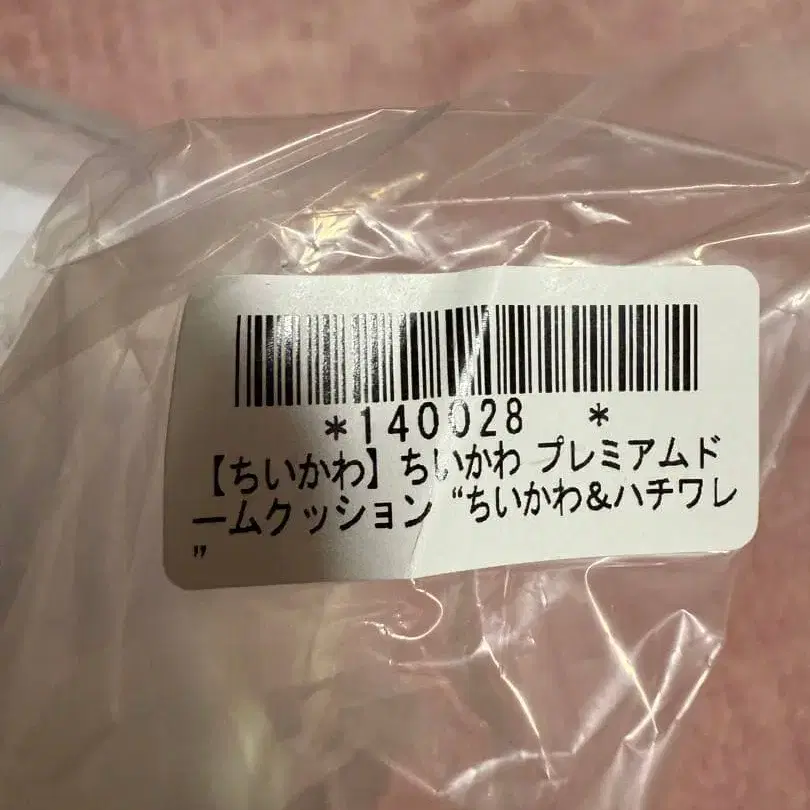 *140028   *
【ちいかわ】ちいかわ プレミアムド
ームクッション “ちいかわ&ハチワレ
”